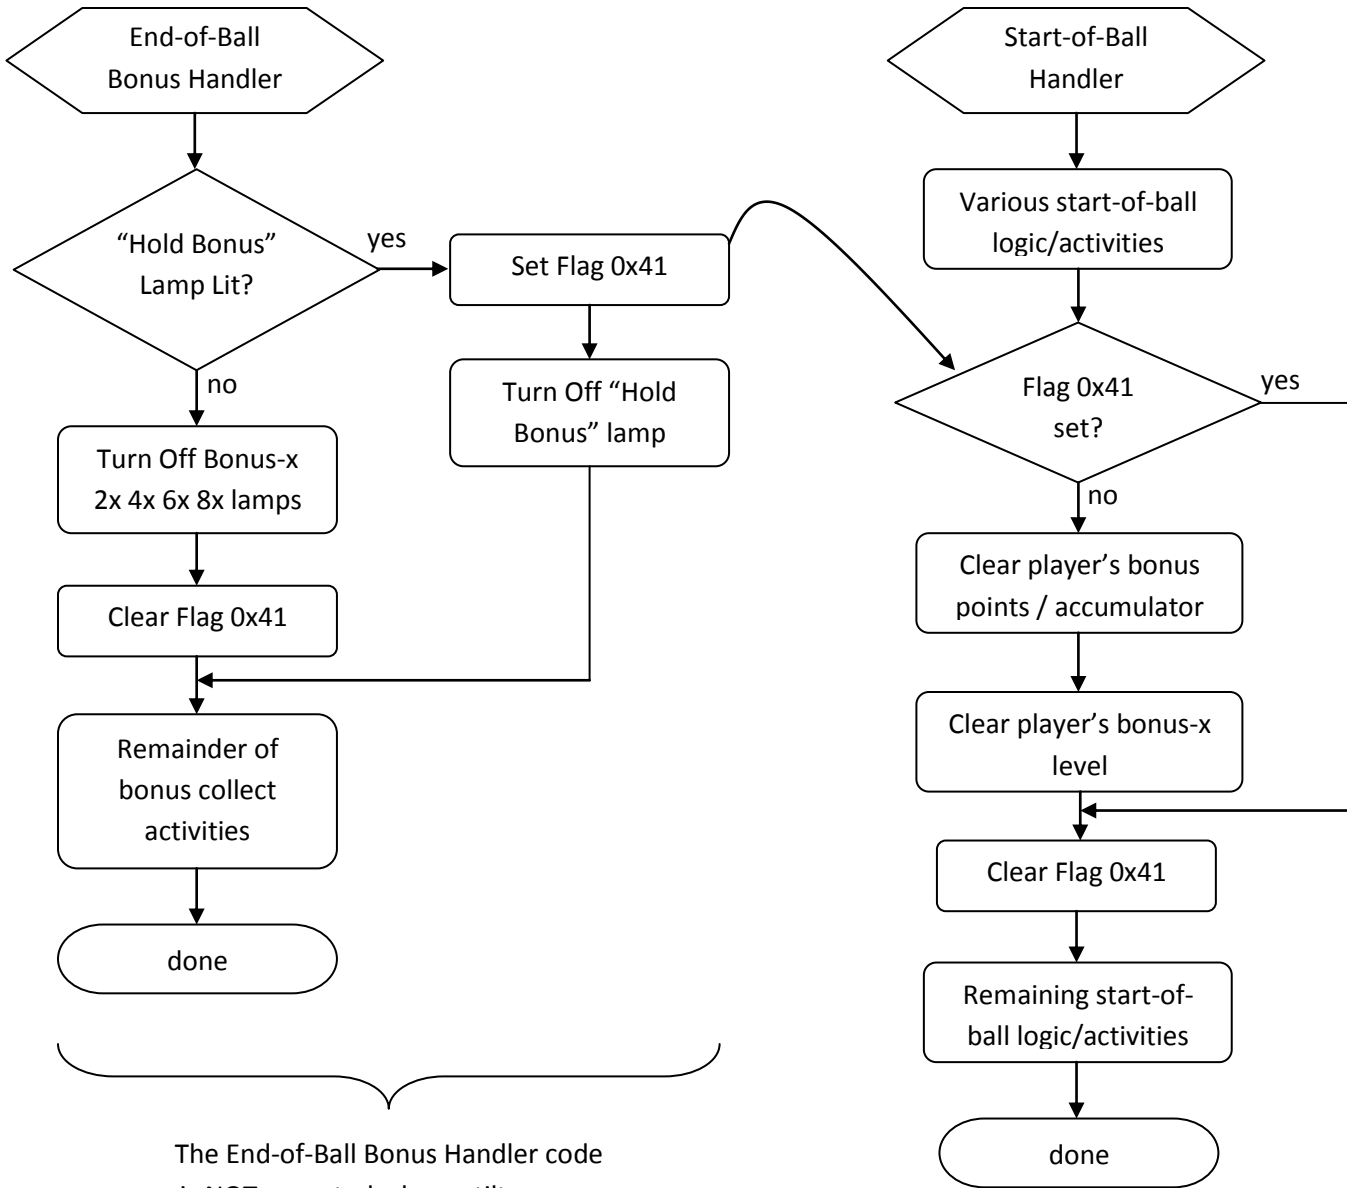 End-of-Ball
Bonus Handler
“Hold Bonus”
Lamp Lit?
yes
no
Set Flag 0x41
Turn Off “Hold
Bonus” lamp
Turn Off Bonus-x
2x 4x 6x 8x lamps
Clear Flag 0x41
Remainder of
bonus collect
activities
done
The End-of-Ball Bonus Handler code
Start-of-Ball
Handler
Various start-of-ball
logic/activities
Flag 0x41
set?
yes
no
Clear player’s bonus
points / accumulator
Clear player’s bonus-x
level
Clear Flag 0x41
Remaining start-of-
ball logic/activities
done